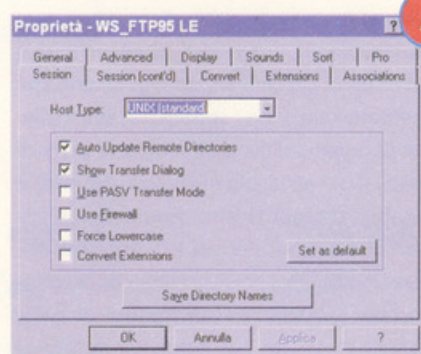 Proprietà - WS_FTP95 LE ?
General Advanced Display Sounds Sort Pro
Session Session (cont'd) Convert Extensions Associations
Host Type: UNIX (standard)
Auto Update Remote Directories
Show Transfer Dialog
Use PASV Transfer Mode
Use Firewall
Force Lowercase
Convert Extensions
Set as default
Save Directory Names
OK Annulla Applica ?